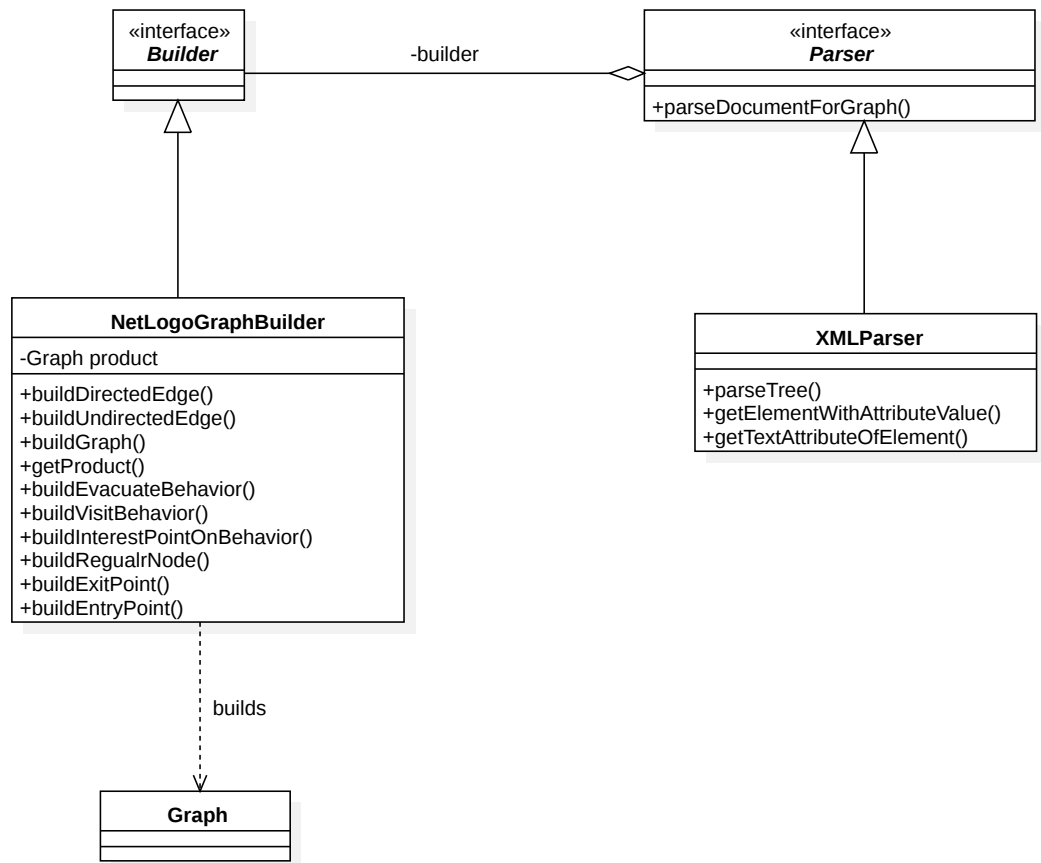 «interface»
Builder
-builder
«interface»
Parser
+parseDocumentForGraph()
NetLogoGraphBuilder
-Graph product
+buildDirectedEdge()
+buildUndirectedEdge()
+buildGraph()
+getProduct()
+buildEvacuateBehavior()
+buildVisitBehavior()
+buildInterestPointOnBehavior()
+buildRegualrNode()
+buildExitPoint()
+buildEntryPoint()
XMLParser
+parseTree()
+getElementWithAttributeValue()
+getTextAttributeOfElement()
builds
Graph